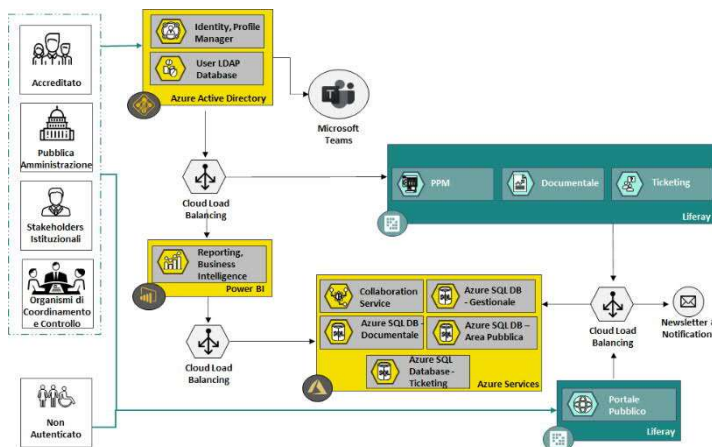 Accreditato
Pubblica
Amministrazione
Stakeholders
Istituzionali
Organismi di
Coordinamento
e Controllo
Non
Autenticato
Identity, Profile
Manager
User LDAP
Database
Azure Active Directory
Microsoft
Teams
Cloud Load
Balancing
PPM
Documentale
Ticketing
Liferay
Reporting,
Business
Intelligence
Power BI
Cloud Load
Balancing
Collaboration
Service
Azure SQL DB
- Gestionale
Azure SQL DB -
Documentale
Azure SQL DB –
Area Pubblica
Azure SQL
Database -
Ticketing
Azure Services
Cloud Load
Balancing
Newsletter &
Notification
Portale
Pubblico
Liferay